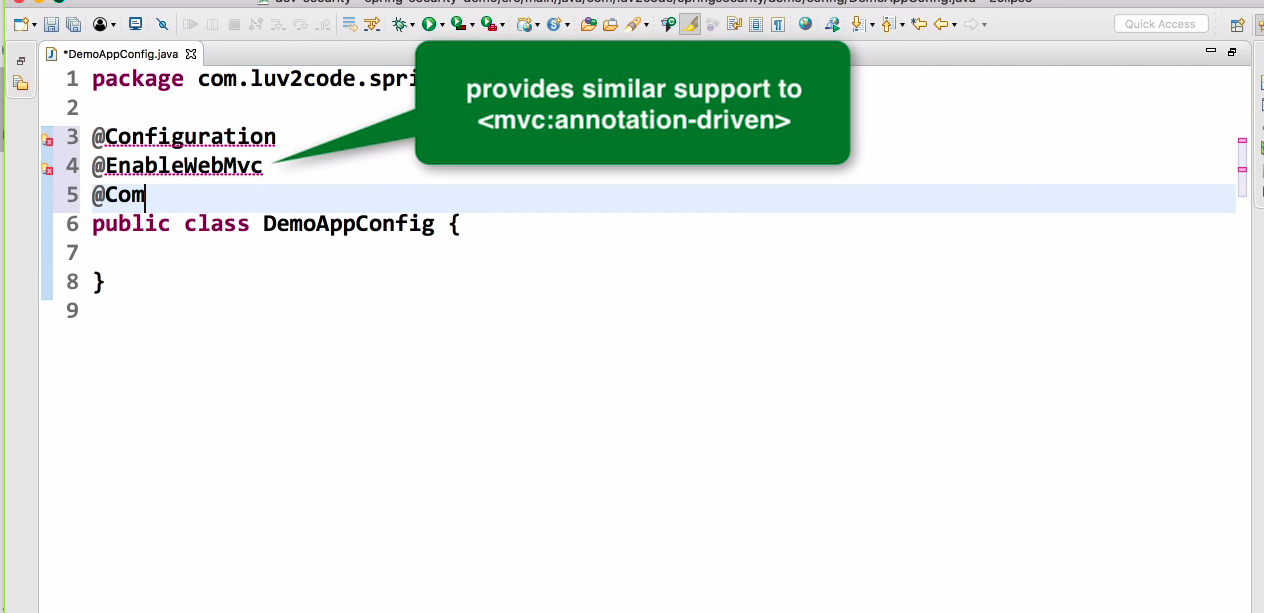 Quick Access
*DemoAppConfig.java
1 package com.luv2code.spri
2
3 @Configuration
4 @EnableWebMvc
5 @Com
6 public class DemoAppConfig {
7
8 }
9
provides similar support to
<mvc:annotation-driven>